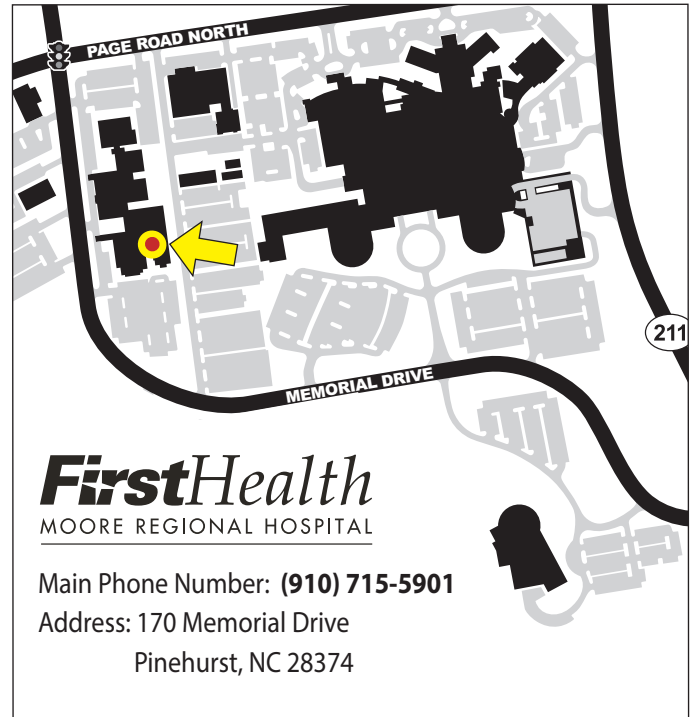 PAGE ROAD NORTH
211
MEMORIAL DRIVE
FirstHealth
MOORE REGIONAL HOSPITAL
Main Phone Number: (910) 715-5901
Address: 170 Memorial Drive
Pinehurst, NC 28374